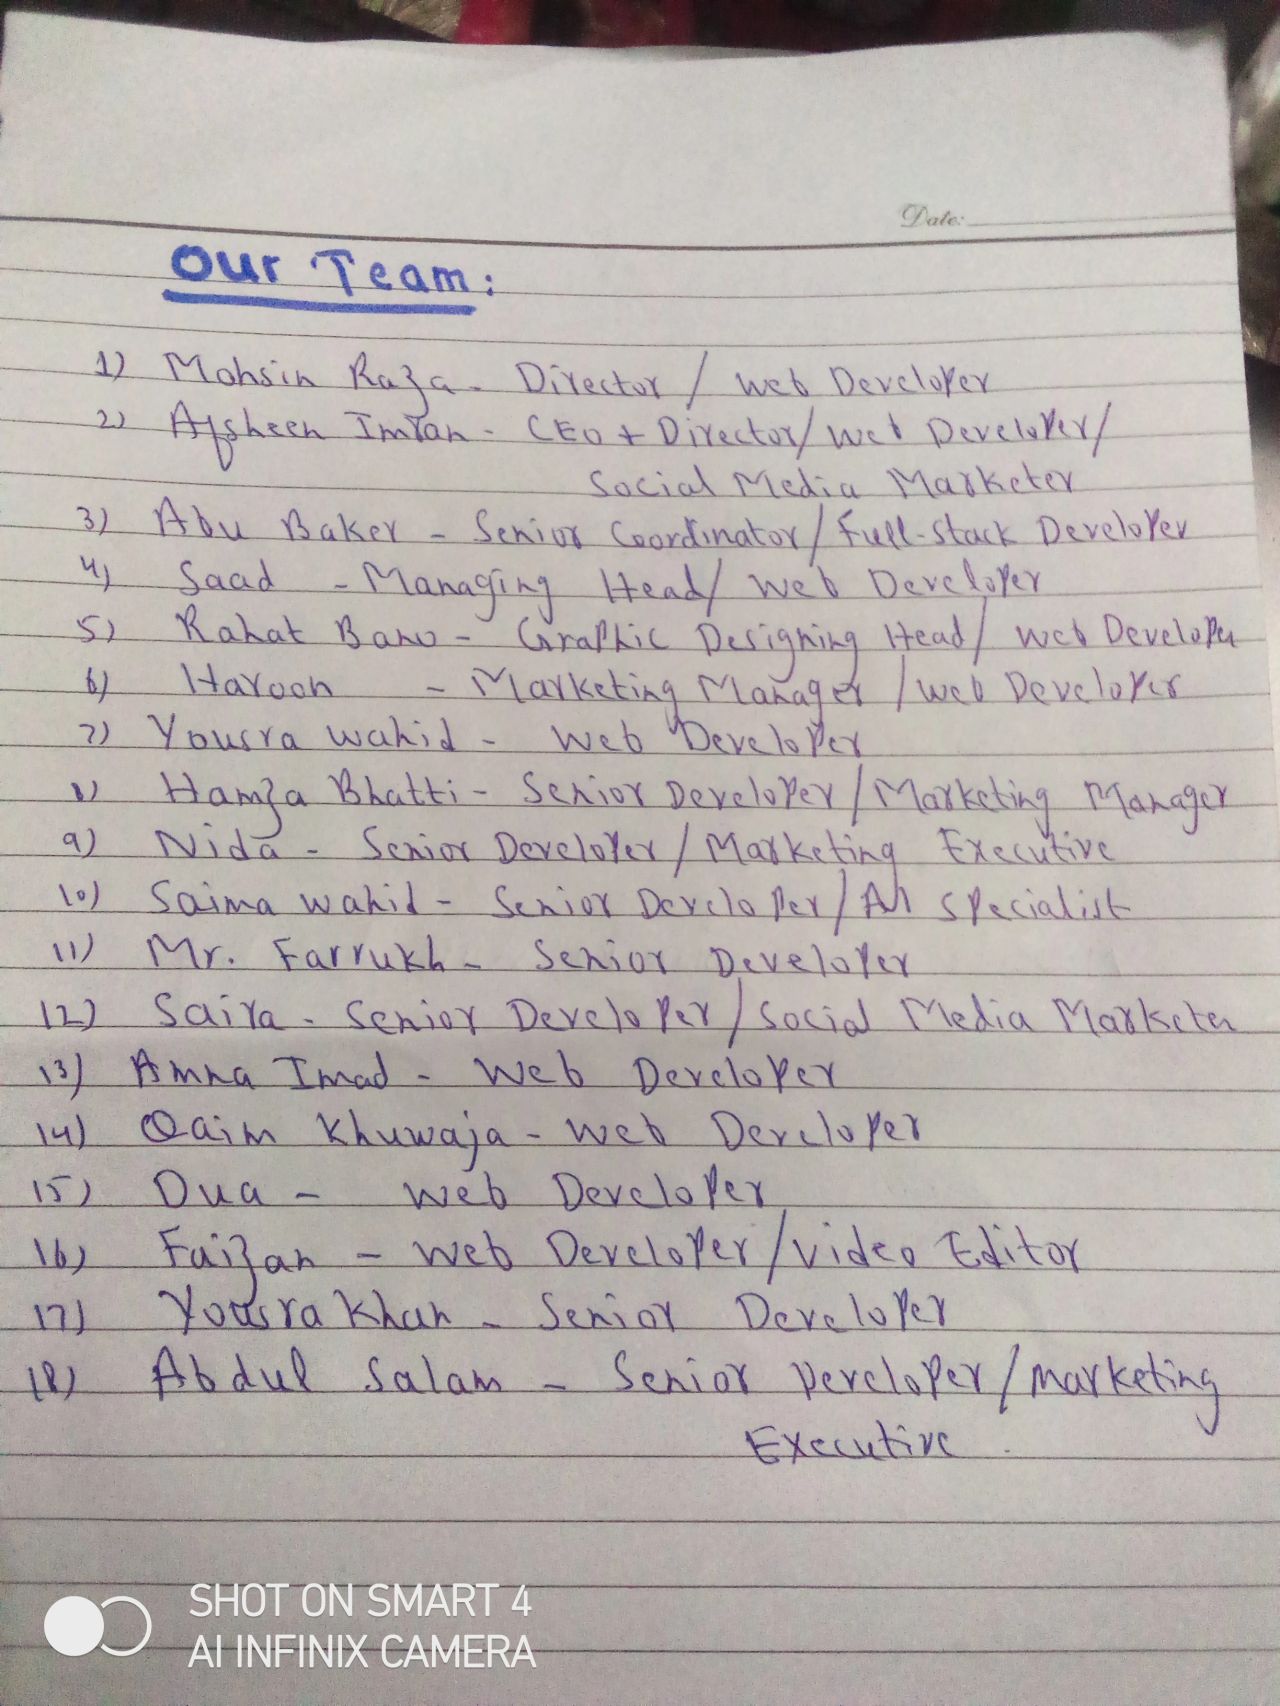 Date:
Our Team:
1) Mohsin Raza - Director / Web Developer
2) Afsheen Imran - CEO + Director/ Web Developer/
Social Media Marketer
3) Abu Baker - Senior Coordinator/ Full-Stack Developer
4) Saad - Managing Head/ Web Developer
5) Rahat Bano - Graphic Designing Head/ Web Developer
6) Haroon - Marketing Manager / Web Developer
7) Yousra Wahid - Web Developer
8) Hamza Bhatti - Senior Developer / Marketing Manager
9) Nida - Senior Developer / Marketing Executive
10) Saima Wahid - Senior Developer / AI Specialist
11) Mr. Farrukh - Senior Developer
12) Saira - Senior Developer / Social Media Marketer
13) Amna Imad - Web Developer
14) Qaim Khuwaja - Web Developer
15) Dua - Web Developer
16) Faizan - Web Developer / Video Editor
17) Yousra Khan - Senior Developer
18) Abdul Salam - Senior Developer / Marketing
Executive.
SHOT ON SMART 4
AI INFINIX CAMERA